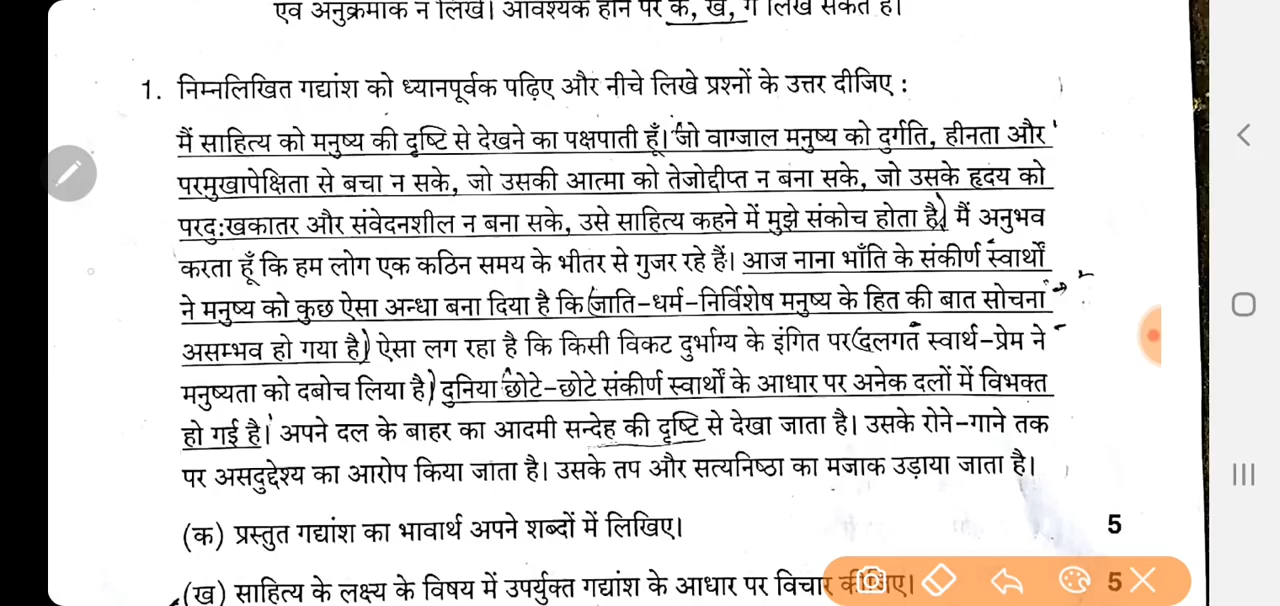 एवं अनुक्रमांक न लिखें। आवश्यक होने पर क, ख, ग लिख सकते हैं।
1. निम्नलिखित गद्यांश को ध्यानपूर्वक पढ़िए और नीचे लिखे प्रश्नों के उत्तर दीजिए :
मैं साहित्य को मनुष्य की दृष्टि से देखने का पक्षपाती हूँ। जो वाग्जाल मनुष्य को दुर्गति, हीनता और
परमुखापेक्षिता से बचा न सके, जो उसकी आत्मा को तेजोद्दीप्त न बना सके, जो उसके हृदय को
परदुःखकातर और संवेदनशील न बना सके, उसे साहित्य कहने में मुझे संकोच होता है। मैं अनुभव
करता हूँ कि हम लोग एक कठिन समय के भीतर से गुजर रहे हैं। आज नाना भाँति के संकीर्ण स्वार्थों
ने मनुष्य को कुछ ऐसा अन्धा बना दिया है कि जाति-धर्म-निर्विशेष मनुष्य के हित की बात सोचना
असम्भव हो गया है। ऐसा लग रहा है कि किसी विकट दुर्भाग्य के इंगित पर दलगत स्वार्थ-प्रेम ने
मनुष्यता को दबोच लिया है। दुनिया छोटे-छोटे संकीर्ण स्वार्थों के आधार पर अनेक दलों में विभक्त
हो गई है। अपने दल के बाहर का आदमी सन्देह की दृष्टि से देखा जाता है। उसके रोने-गाने तक
पर असदुद्देश्य का आरोप किया जाता है। उसके तप और सत्यनिष्ठा का मजाक उड़ाया जाता है।
(क) प्रस्तुत गद्यांश का भावार्थ अपने शब्दों में लिखिए। 5
(ख) साहित्य के लक्ष्य के विषय में उपर्युक्त गद्यांश के आधार पर विचार कीजिए। 5